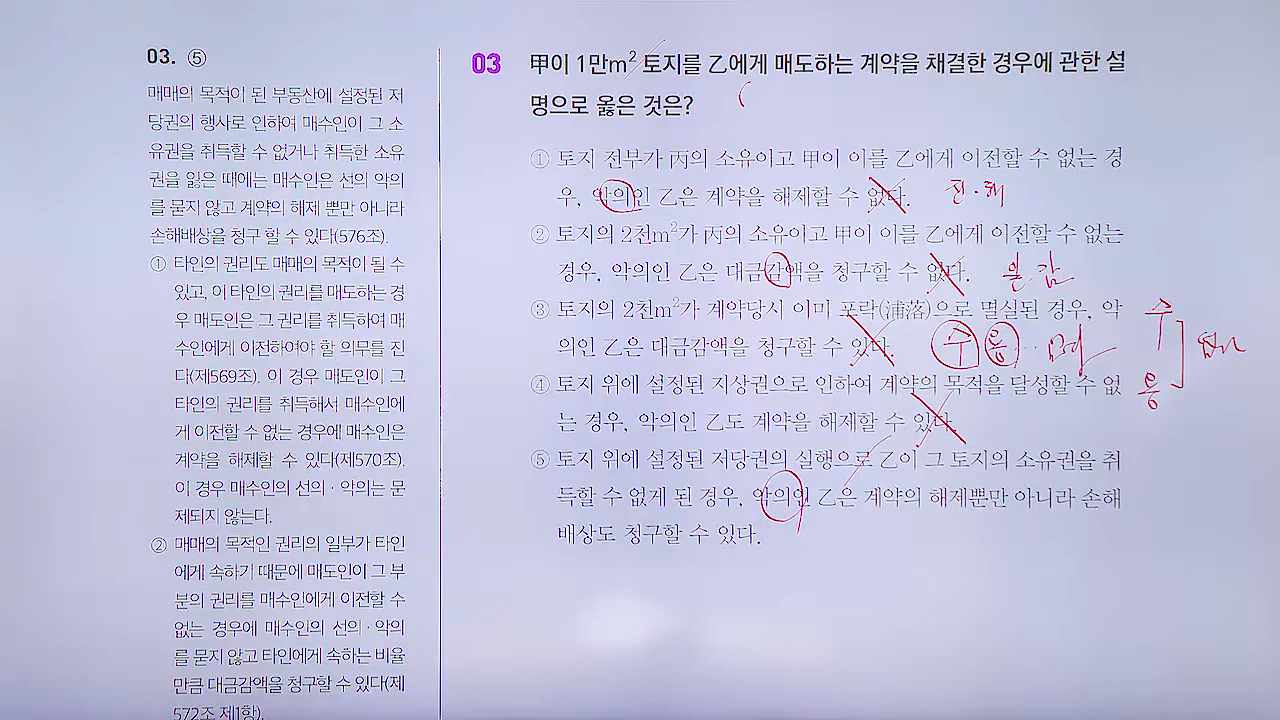 03. ⑤
매매의 목적이 된 부동산에 설정된 저
당권의 행사로 인하여 매수인이 그 소
유권을 취득할 수 없거나 취득한 소유
권을 잃은 때에는 매수인은 선의 악의
를 묻지 않고 계약의 해제 뿐만 아니라
손해배상을 청구 할 수 있다(576조).
① 타인의 권리도 매매의 목적이 될 수
있고, 이 타인의 권리를 매도하는 경
우 매도인은 그 권리를 취득하여 매
수인에게 이전하여야 할 의무를 진
다(제569조). 이 경우 매도인이 그
타인의 권리를 취득해서 매수인에
게 이전할 수 없는 경우에 매수인은
계약을 해제할 수 있다(제570조).
이 경우 매수인의 선의·악의는 문
제되지 않는다.
② 매매의 목적인 권리의 일부가 타인
에게 속하기 때문에 매도인이 그 부
분의 권리를 매수인에게 이전할 수
없는 경우에 매수인의 선의·악의
를 묻지 않고 타인에게 속하는 비율
만큼 대금감액을 청구할 수 있다(제
572조 제1항).
03 甲이 1만m² 토지를 乙에게 매도하는 계약을 채결한 경우에 관한 설
명으로 옳은 것은?
① 토지 전부가 丙의 소유이고 甲이 이를 乙에게 이전할 수 없는 경
우, 악의인 乙은 계약을 해제할 수 없다. 전·해
② 토지의 2천m²가 丙의 소유이고 甲이 이를 乙에게 이전할 수 없는
경우, 악의인 乙은 대금감액을 청구할 수 없다. 일·감
③ 토지의 2천m²가 계약당시 이미 포락(浦落)으로 멸실된 경우, 악
의인 乙은 대금감액을 청구할 수 있다. 수 용
④ 토지 위에 설정된 지상권으로 인하여 계약의 목적을 달성할 수 없
는 경우, 악의인 乙도 계약을 해제할 수 있다.
⑤ 토지 위에 설정된 저당권의 실행으로 乙이 그 토지의 소유권을 취
득할 수 없게 된 경우, 악의인 乙은 계약의 해제뿐만 아니라 손해
배상도 청구할 수 있다.
수
용